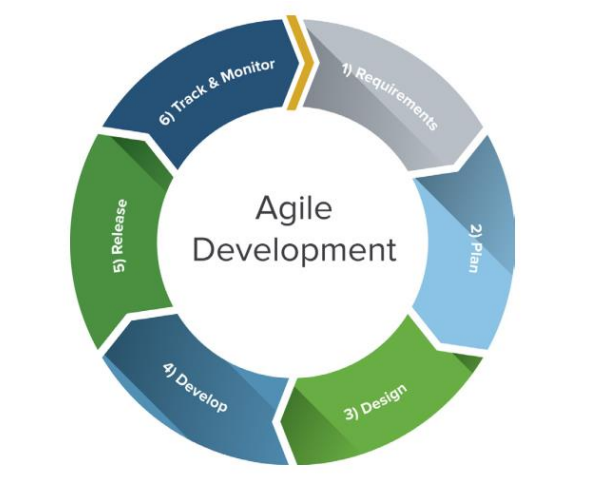 Agile
Development
1) Requirements
2) Plan
3) Design
4) Develop
5) Release
6) Track & Monitor